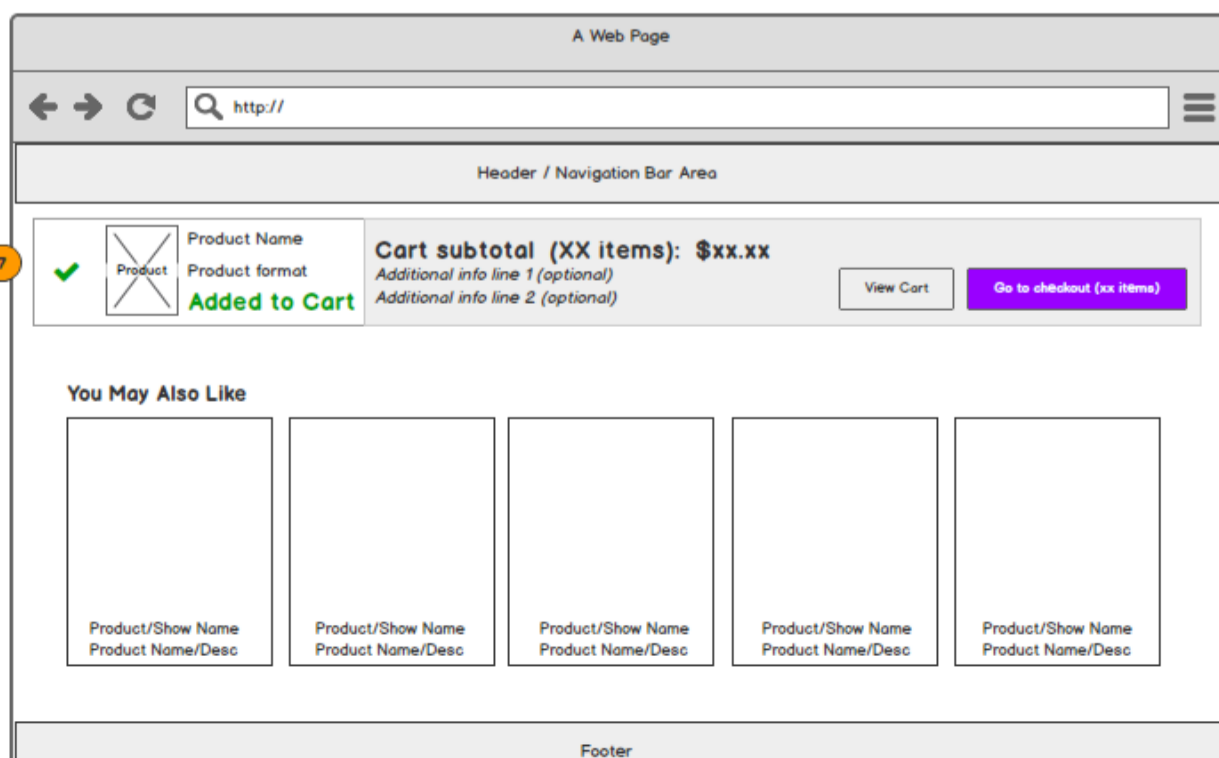 A Web Page
http://
Header / Navigation Bar Area
7
Product
Product Name
Product format
Added to Cart
Cart subtotal (XX items): $xx.xx
Additional info line 1 (optional)
Additional info line 2 (optional)
View Cart
Go to checkout (xx items)
You May Also Like
Product/Show Name
Product Name/Desc
Product/Show Name
Product Name/Desc
Product/Show Name
Product Name/Desc
Product/Show Name
Product Name/Desc
Product/Show Name
Product Name/Desc
Footer